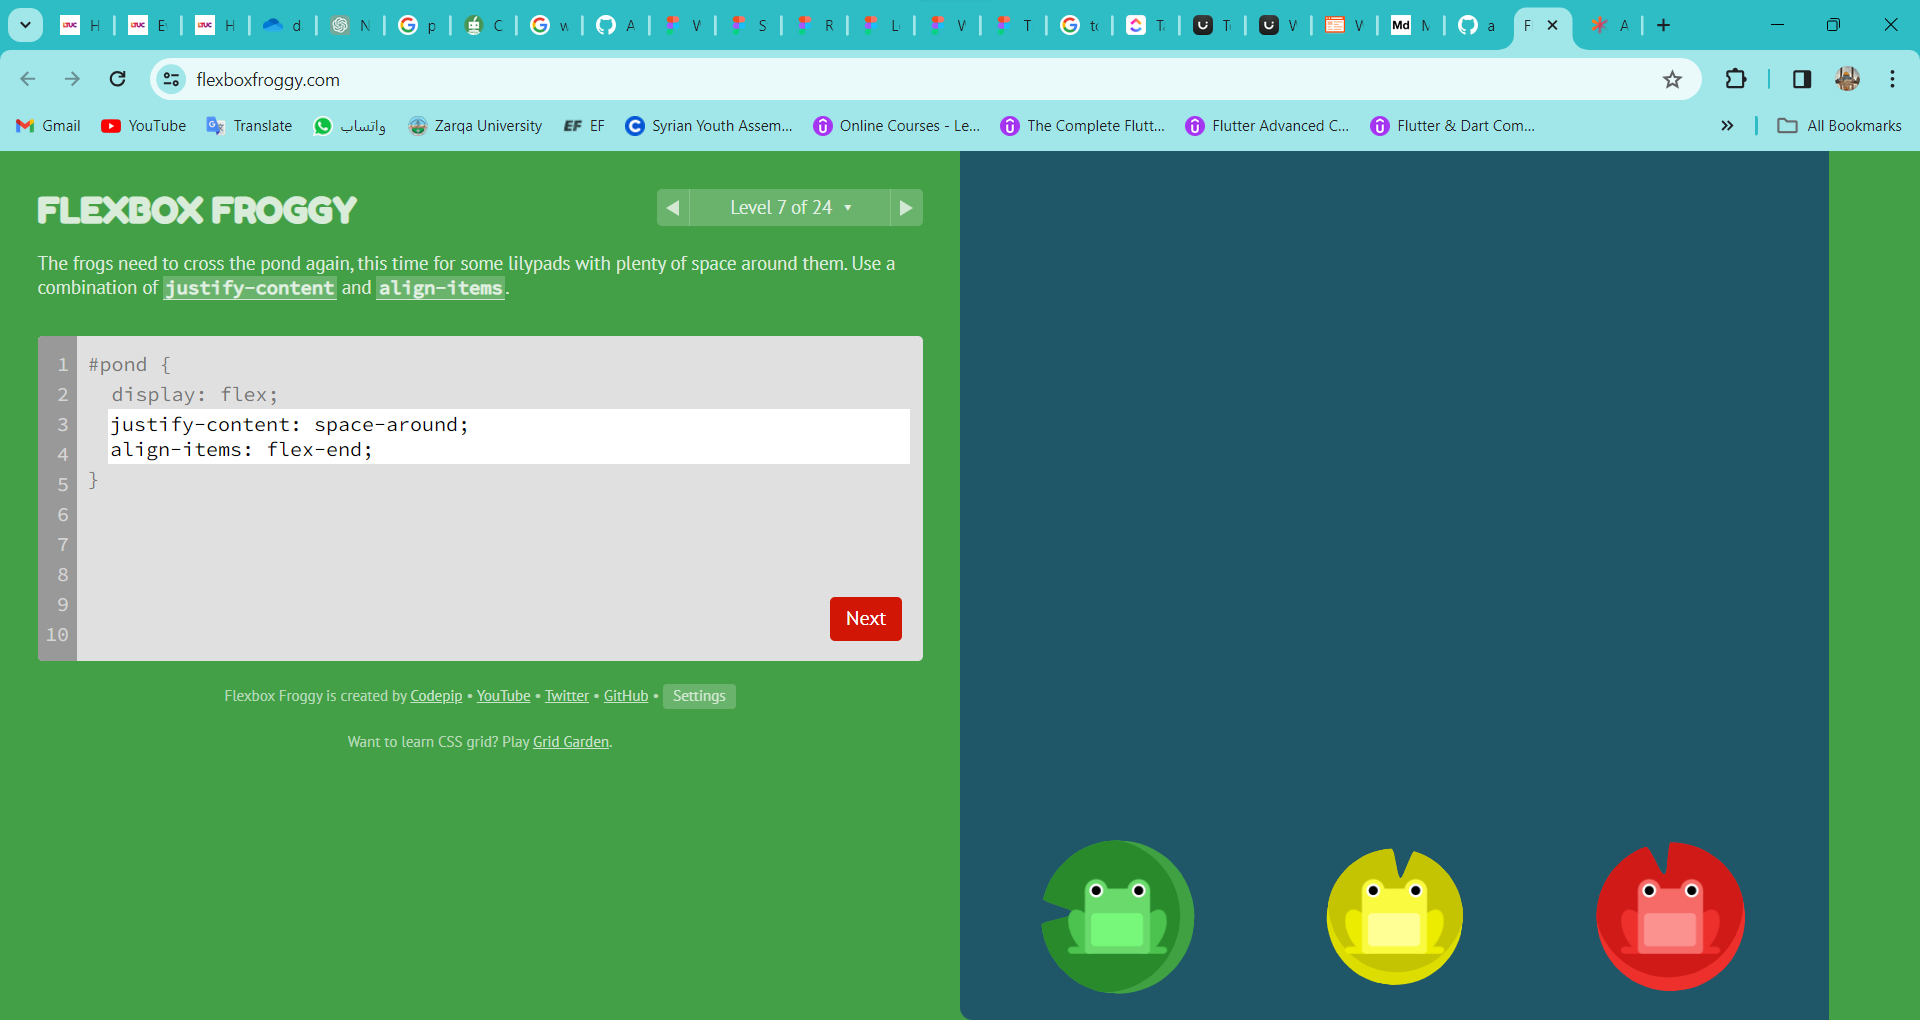 H
E
H
d
N
p
C
w
A
W
S
R
L
W
T
to
T
T
W
W
Md
M
a
F
A
flexboxfroggy.com
Gmail
YouTube
Translate
واتساب
Zarqa University
EF EF
Syrian Youth Assem...
Online Courses - Le...
The Complete Flutt...
Flutter Advanced C...
Flutter & Dart Com...
All Bookmarks
FLEXBOX FROGGY
Level 7 of 24
The frogs need to cross the pond again, this time for some lilypads with plenty of space around them. Use a
combination of justify-content and align-items.
1 #pond {
2 display: flex;
3 justify-content: space-around;
4 align-items: flex-end;
5 }
6
7
8
9
10
Next
Flexbox Froggy is created by Codepip • YouTube • Twitter • GitHub • Settings
Want to learn CSS grid? Play Grid Garden.